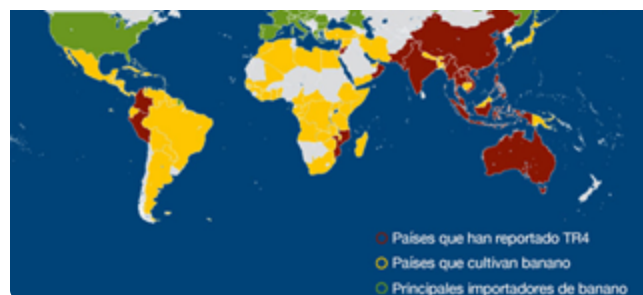 Países que han reportado TR4
Países que cultivan banano
Principales importadores de banano